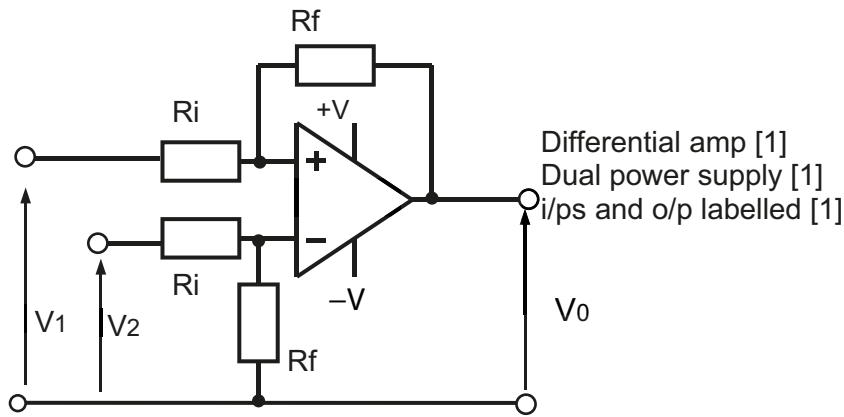 Rf
Ri
+V
+
Differential amp [1]
Dual power supply [1]
i/ps and o/p labelled [1]
–
Ri
–V
V1
V2
V0
Rf